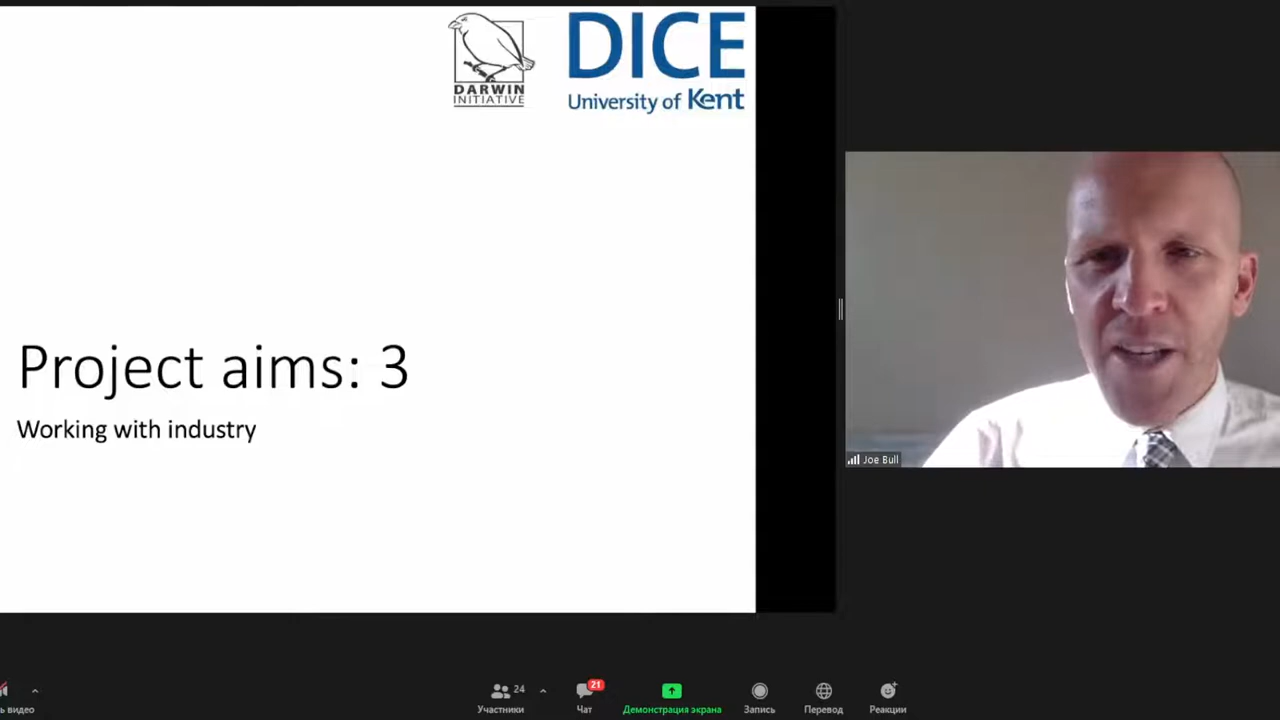 DARWIN
INITIATIVE
DICE
University of Kent
Project aims: 3
Working with industry
Joe Bull
видео
24
Участники
21
Чат
Демонстрация экрана
Запись
Перевод
Реакции